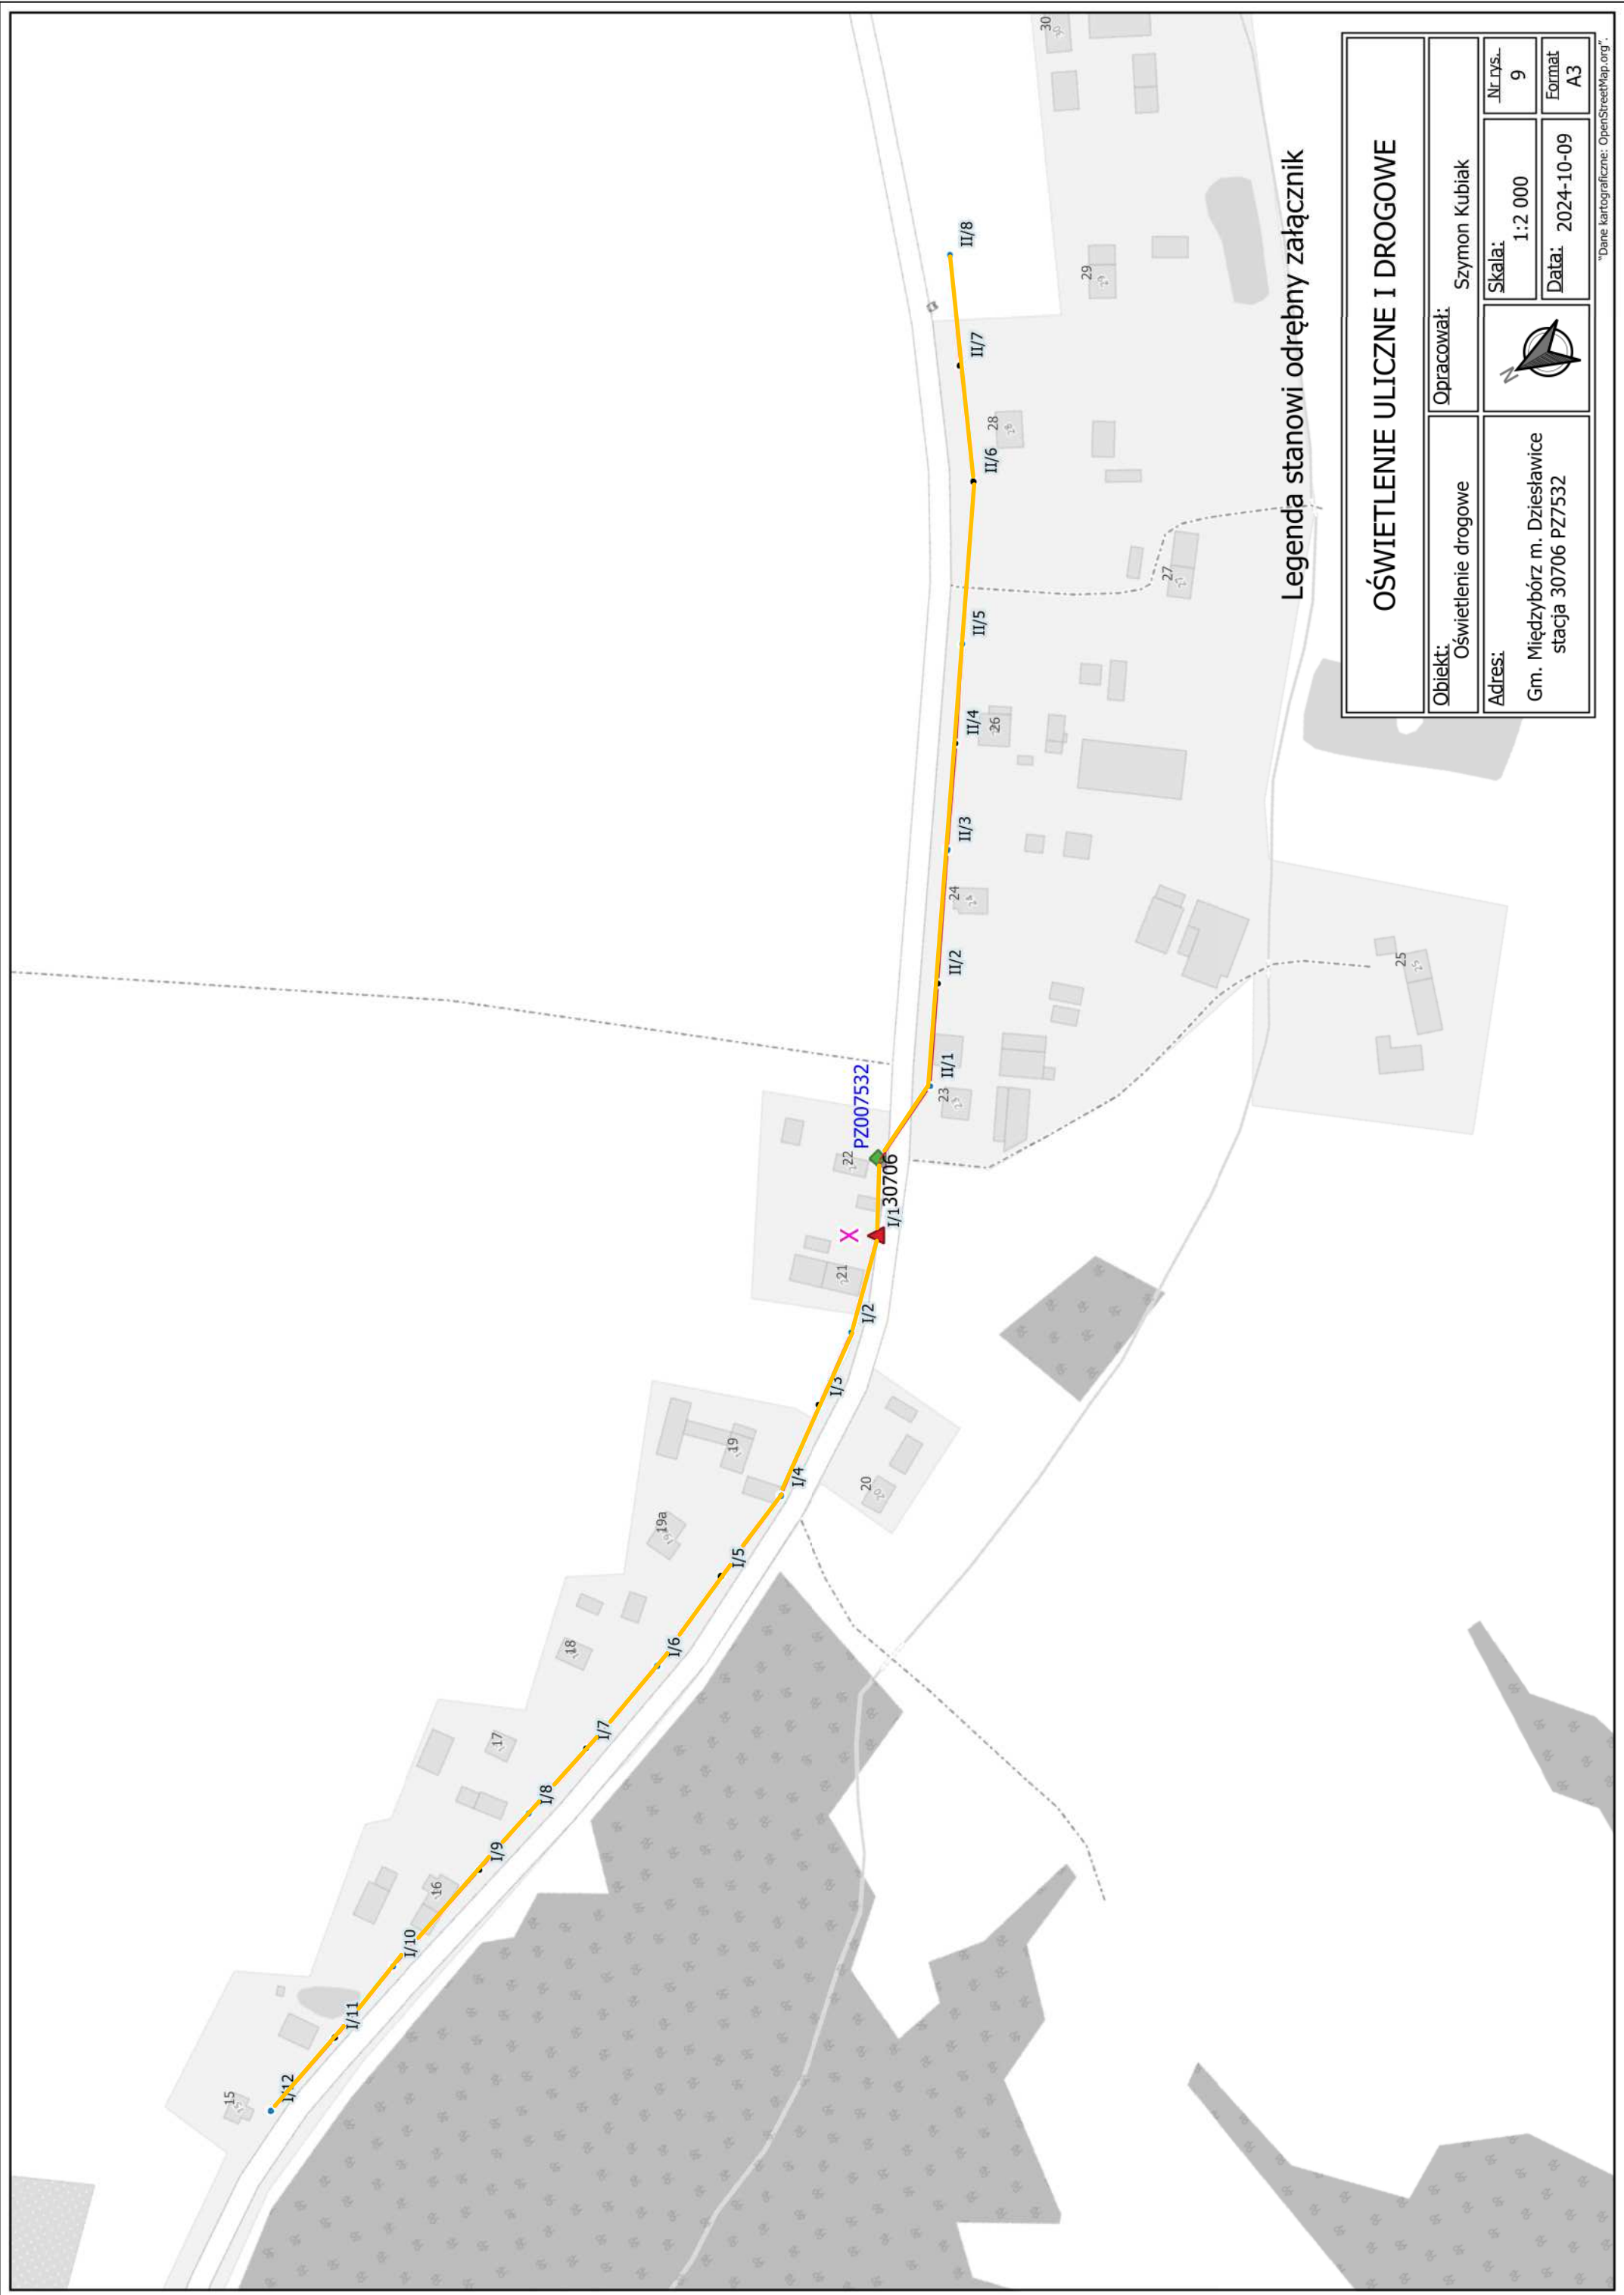 15
I/12
I/11
I/10
16
I/9
I/8
17
I/7
18
I/6
19a
I/5
19
I/4
20
I/3
I/2
21
X
I/1
30706
22
PZ007532
23
II/1
II/2
24
25
II/3
II/4
26
II/5
27
II/6
28
II/7
29
II/8
30
Legenda stanowi odrębny załącznik
OŚWIETLENIE ULICZNE I DROGOWE
Obiekt:
Oświetlenie drogowe
Opracował:
Szymon Kubiak
Adres:
Gm. Międzybórz m. Dziesławice
stacja 30706 PZ7532
N
Skala:
1:2 000
Nr rys.
9
Data: 2024-10-09
Format
A3
"Dane kartograficzne: OpenStreetMap.org".